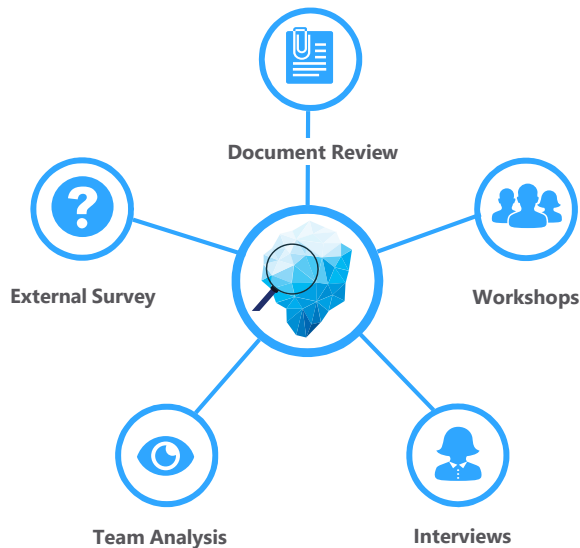 Document Review
External Survey
Workshops
Team Analysis
Interviews